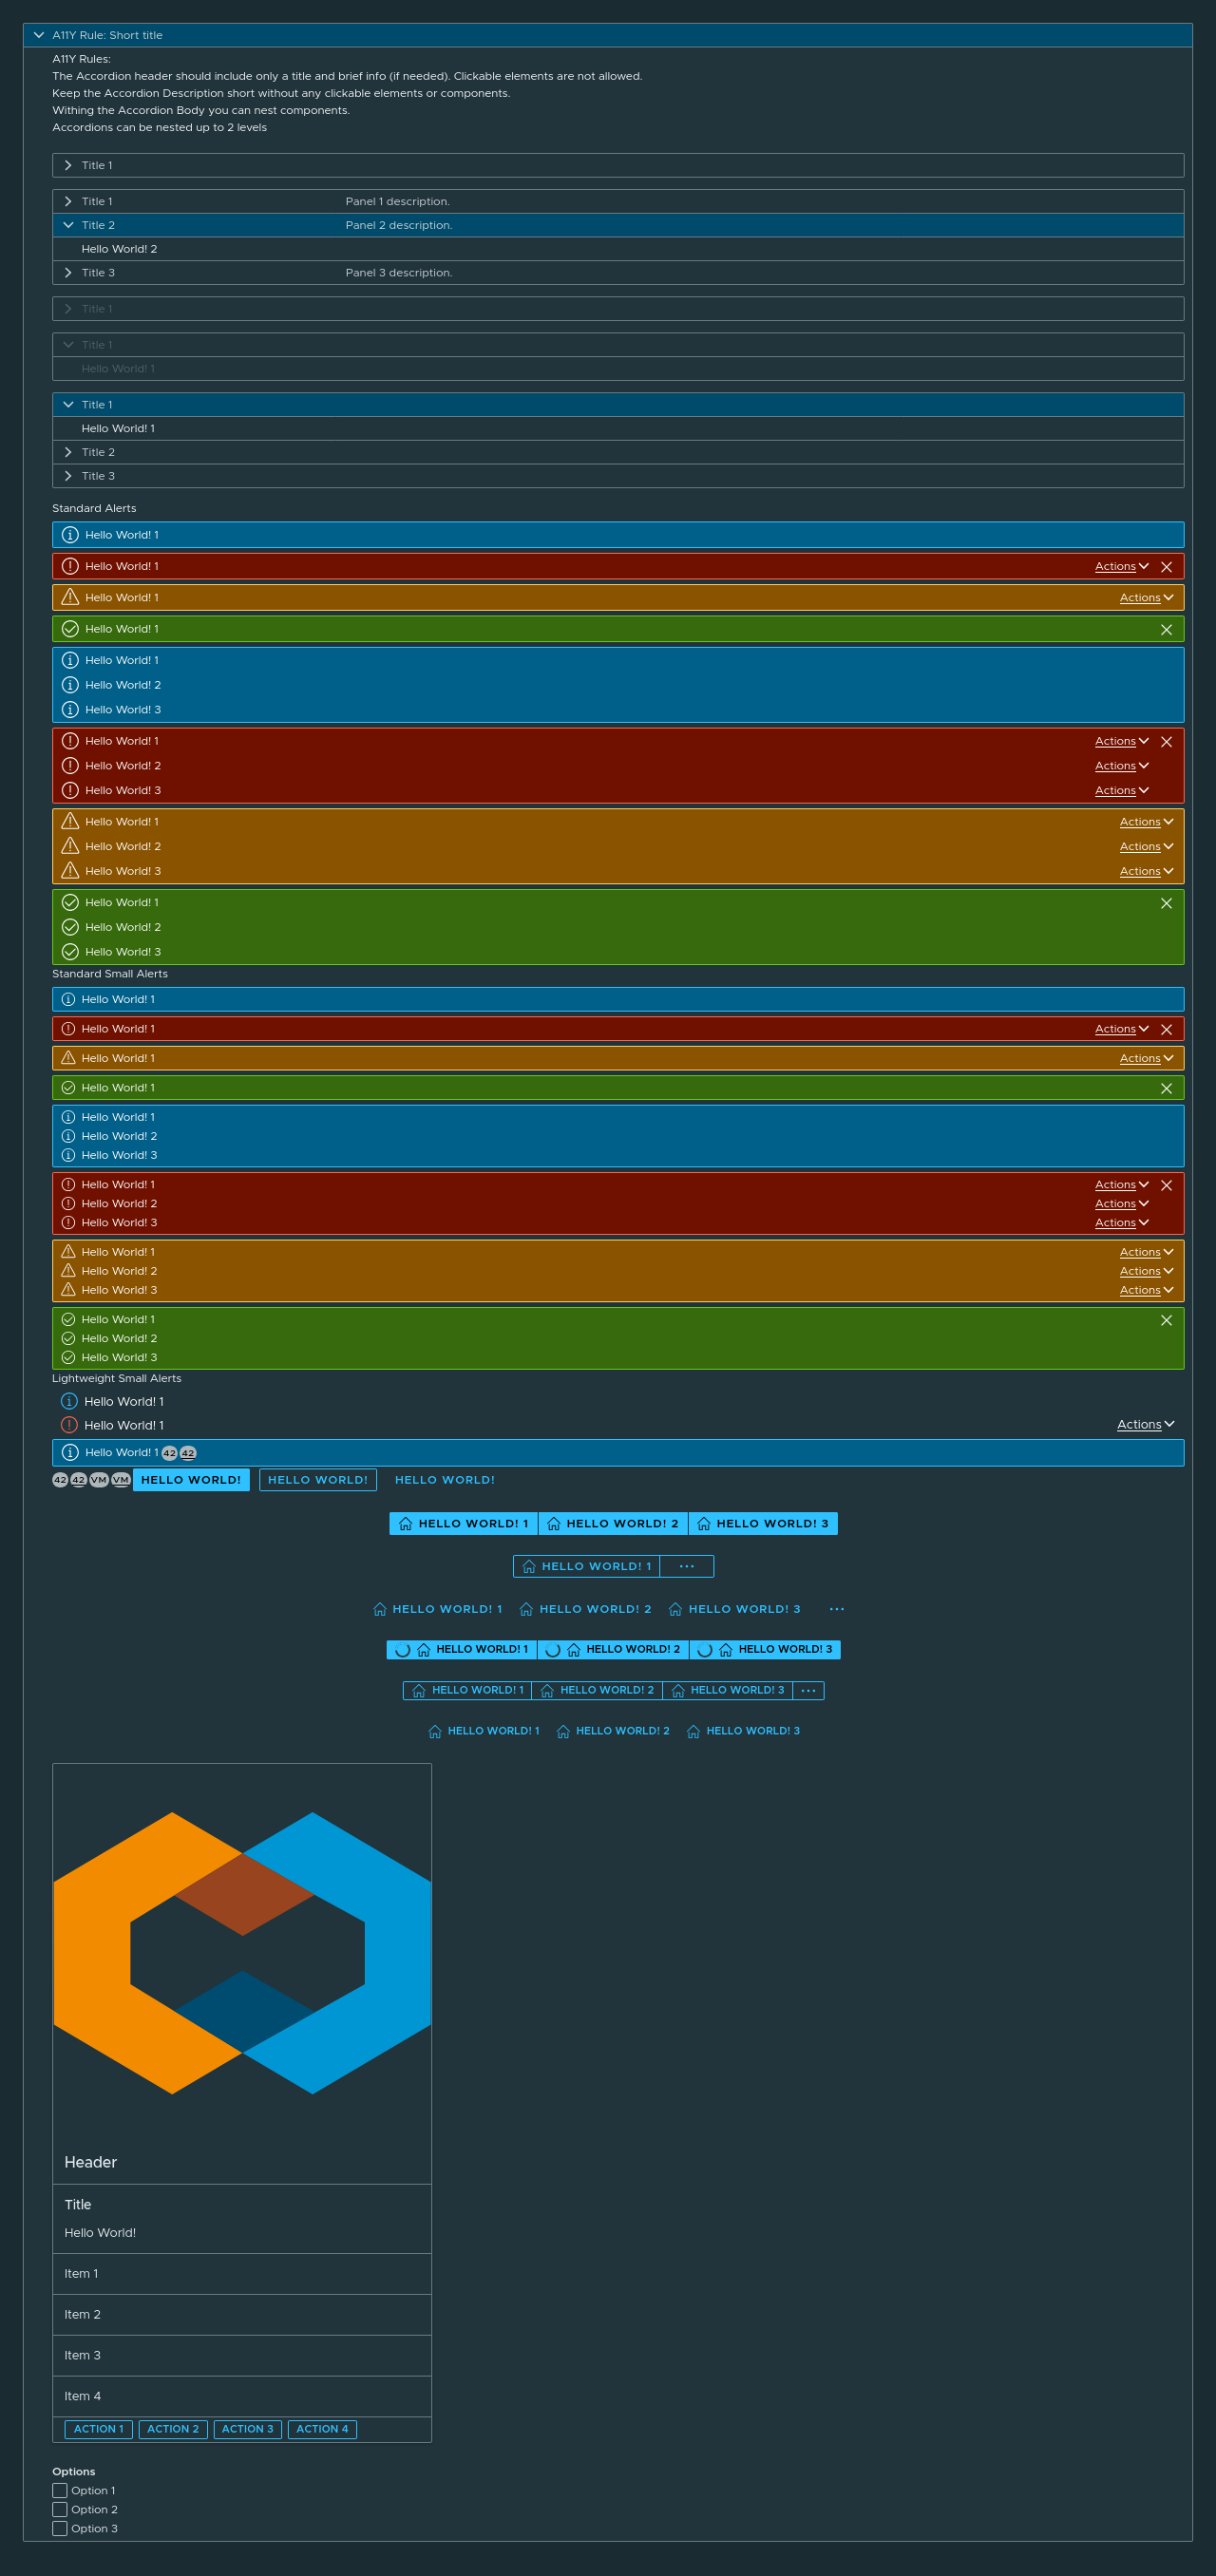 A11Y Rule: Short title
A11Y Rules:
The Accordion header should include only a title and brief info (if needed). Clickable elements are not allowed.
Keep the Accordion Description short without any clickable elements or components.
Withing the Accordion Body you can nest components.
Accordions can be nested up to 2 levels
Title 1
Title 1 Panel 1 description.
Title 2 Panel 2 description.
Hello World! 2
Title 3 Panel 3 description.
Title 1
Title 1
Hello World! 1
Title 1
Hello World! 1
Title 2
Title 3
Standard Alerts
Hello World! 1
Hello World! 1 Actions
Hello World! 1 Actions
Hello World! 1
Hello World! 1
Hello World! 2
Hello World! 3
Hello World! 1 Actions
Hello World! 2 Actions
Hello World! 3 Actions
Hello World! 1 Actions
Hello World! 2 Actions
Hello World! 3 Actions
Hello World! 1
Hello World! 2
Hello World! 3
Standard Small Alerts
Hello World! 1
Hello World! 1 Actions
Hello World! 1 Actions
Hello World! 1
Hello World! 1
Hello World! 2
Hello World! 3
Hello World! 1 Actions
Hello World! 2 Actions
Hello World! 3 Actions
Hello World! 1 Actions
Hello World! 2 Actions
Hello World! 3 Actions
Hello World! 1
Hello World! 2
Hello World! 3
Lightweight Small Alerts
Hello World! 1
Hello World! 1 Actions
Hello World! 1 42 42
42 42 VM VM HELLO WORLD! HELLO WORLD! HELLO WORLD!
HELLO WORLD! 1 HELLO WORLD! 2 HELLO WORLD! 3
HELLO WORLD! 1 ...
HELLO WORLD! 1 HELLO WORLD! 2 HELLO WORLD! 3 ...
HELLO WORLD! 1 HELLO WORLD! 2 HELLO WORLD! 3
HELLO WORLD! 1 HELLO WORLD! 2 HELLO WORLD! 3 ...
HELLO WORLD! 1 HELLO WORLD! 2 HELLO WORLD! 3
Header
Title
Hello World!
Item 1
Item 2
Item 3
Item 4
ACTION 1 ACTION 2 ACTION 3 ACTION 4
Options
Option 1
Option 2
Option 3